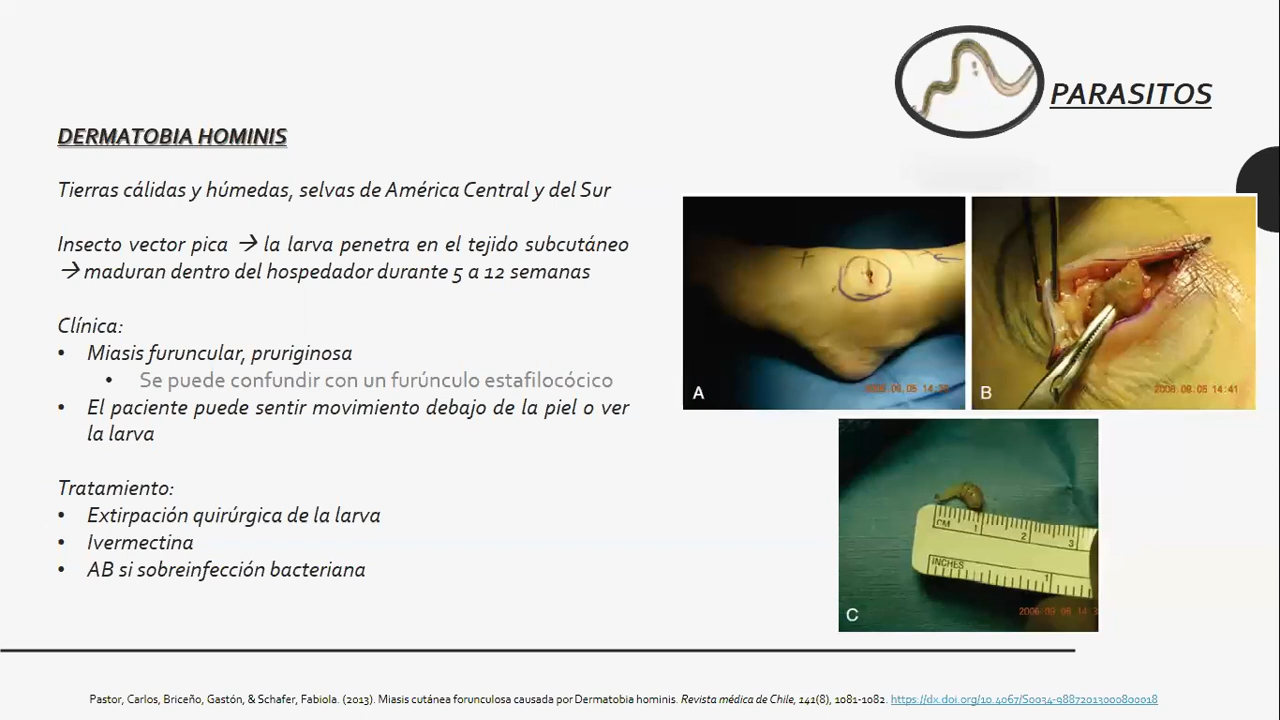 PARASITOS
DERMATOBIA HOMINIS
Tierras cálidas y húmedas, selvas de América Central y del Sur
Insecto vector pica → la larva penetra en el tejido subcutáneo
→ maduran dentro del hospedador durante 5 a 12 semanas
Clínica:
• Miasis furuncular, pruriginosa
• Se puede confundir con un furúnculo estafilocócico
• El paciente puede sentir movimiento debajo de la piel o ver
la larva
Tratamiento:
• Extirpación quirúrgica de la larva
• Ivermectina
• AB si sobreinfección bacteriana
A
B
2006.09.05 14:41
CM 1 2 3
INCHES 1
C
Pastor, Carlos, Briceño, Gastón, & Schafer, Fabiola. (2013). Miasis cutánea forunculosa causada por Dermatobia hominis. Revista médica de Chile, 141(8), 1081-1082. https://dx.doi.org/10.4067/S0034-98872013000800018